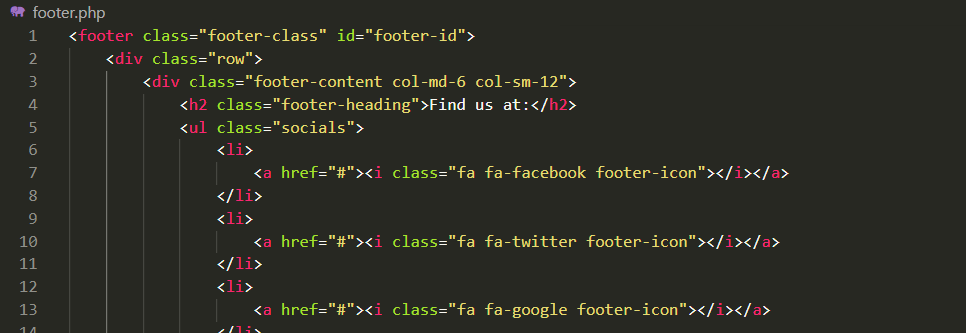 footer.php
1 <footer class="footer-class" id="footer-id">
2 <div class="row">
3 <div class="footer-content col-md-6 col-sm-12">
4 <h2 class="footer-heading">Find us at:</h2>
5 <ul class="socials">
6 <li>
7 <a href="#"><i class="fa fa-facebook footer-icon"></i></a>
8 </li>
9 <li>
10 <a href="#"><i class="fa fa-twitter footer-icon"></i></a>
11 </li>
12 <li>
13 <a href="#"><i class="fa fa-google footer-icon"></i></a>
14 </li>